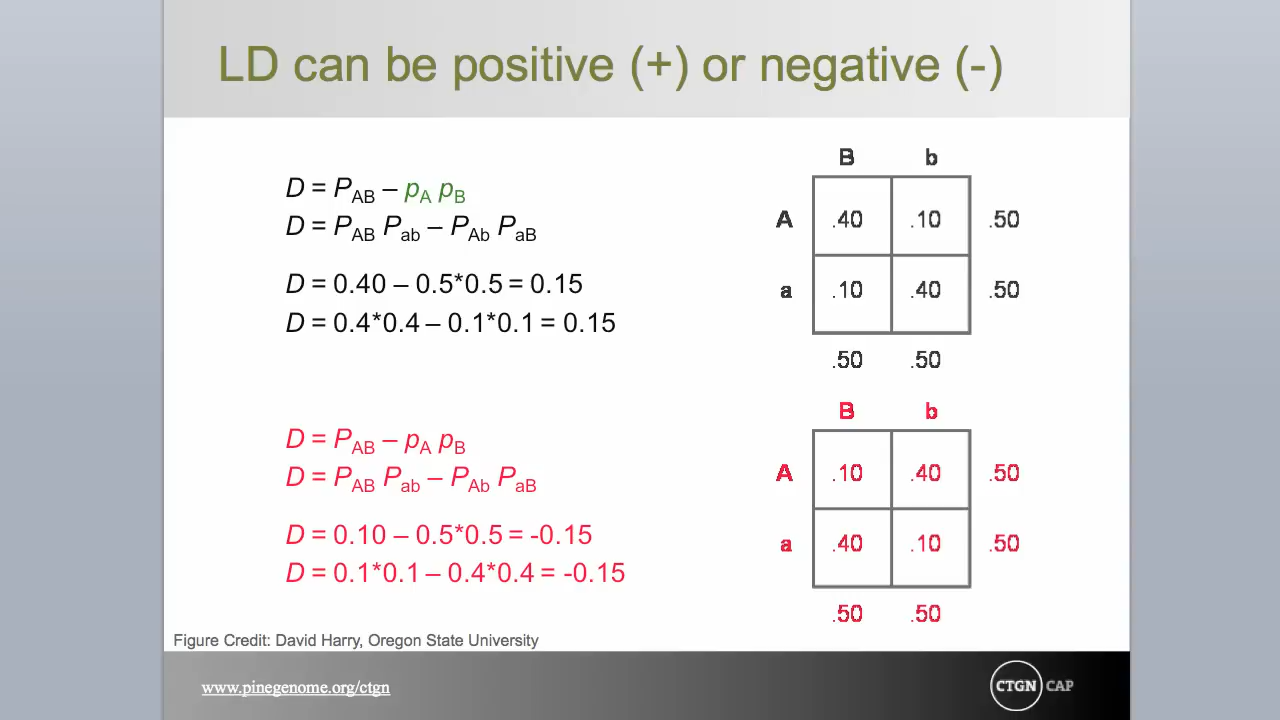 LD can be positive (+) or negative (-)
D = PAB – pA pB
D = PAB Pab – PAb PaB
D = 0.40 – 0.5*0.5 = 0.15
D = 0.4*0.4 – 0.1*0.1 = 0.15
B b
A .40 .10 .50
a .10 .40 .50
.50 .50
D = PAB – pA pB
D = PAB Pab – PAb PaB
D = 0.10 – 0.5*0.5 = -0.15
D = 0.1*0.1 – 0.4*0.4 = -0.15
B b
A .10 .40 .50
a .40 .10 .50
.50 .50
Figure Credit: David Harry, Oregon State University
www.pinegenome.org/ctgn
CTGN CAP